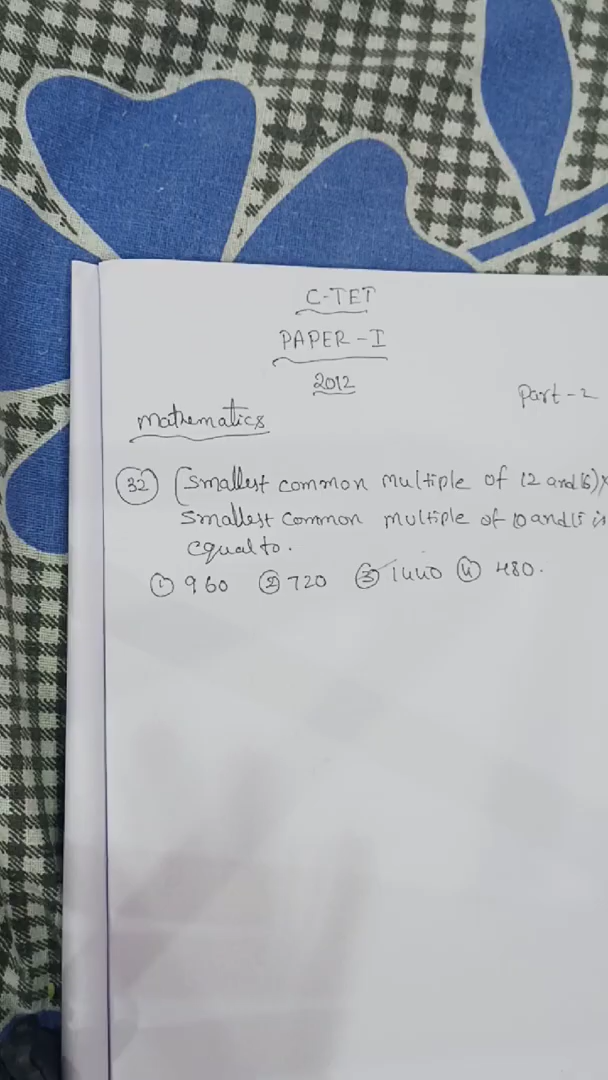 C-TET
PAPER-I
2012
Part-2
Mathematics
32 (Smallest common multiple of 12 and 16) x
Smallest common multiple of 10 and 15 is
equal to.
1 960 2 720 3 1440 4 480.